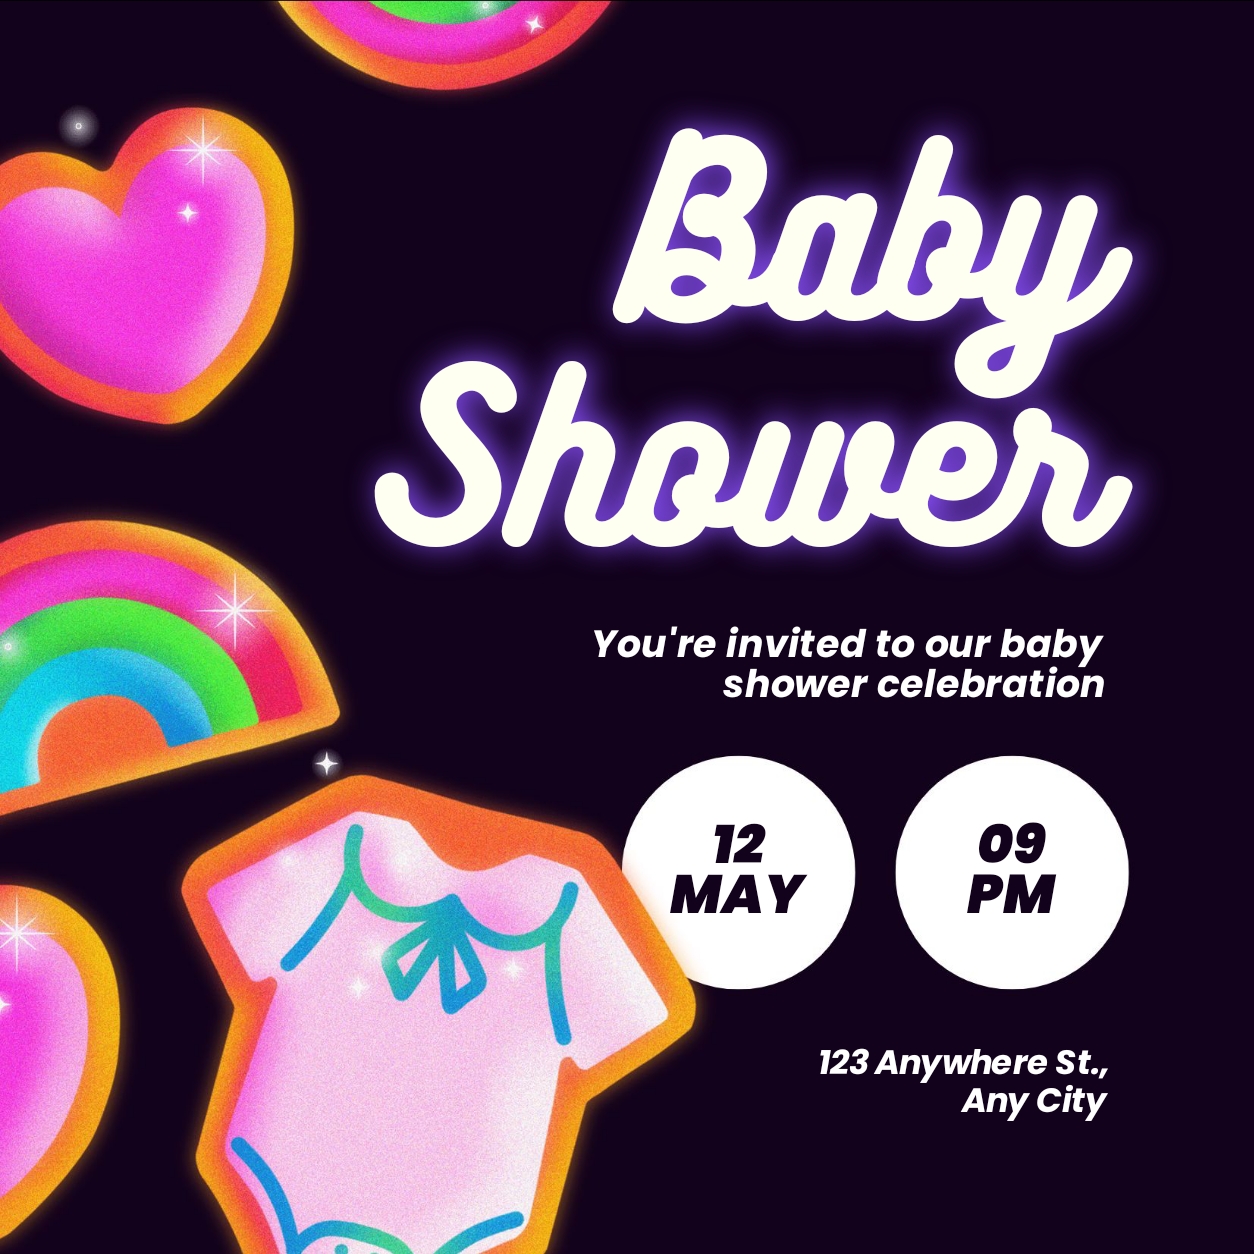 Baby
Shower
You're invited to our baby
shower celebration
12
MAY
09
PM
123 Anywhere St.,
Any City